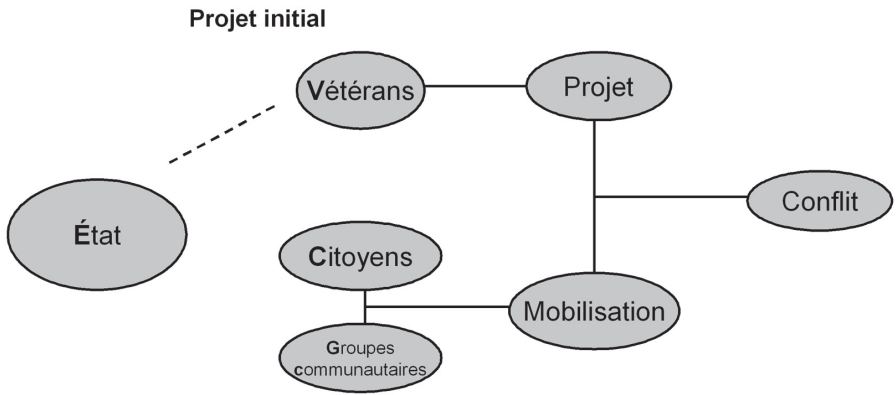 Projet initial
Vétérans
Projet
État
Conflit
Citoyens
Mobilisation
Groupes
communautaires